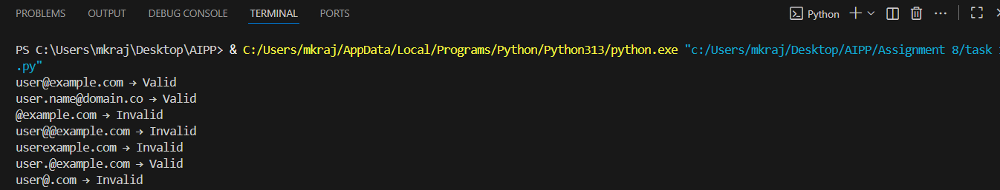 PROBLEMS OUTPUT DEBUG CONSOLE TERMINAL PORTS Python
PS C:\Users\mkraj\Desktop\AIPP> & C:/Users/mkraj/AppData/Local/Programs/Python/Python313/python.exe "c:/Users/mkraj/Desktop/AIPP/Assignment 8/task
.py"
user@example.com → Valid
user.name@domain.co → Valid
@example.com → Invalid
user@@example.com → Invalid
userexample.com → Invalid
user.@example.com → Valid
user@.com → Invalid